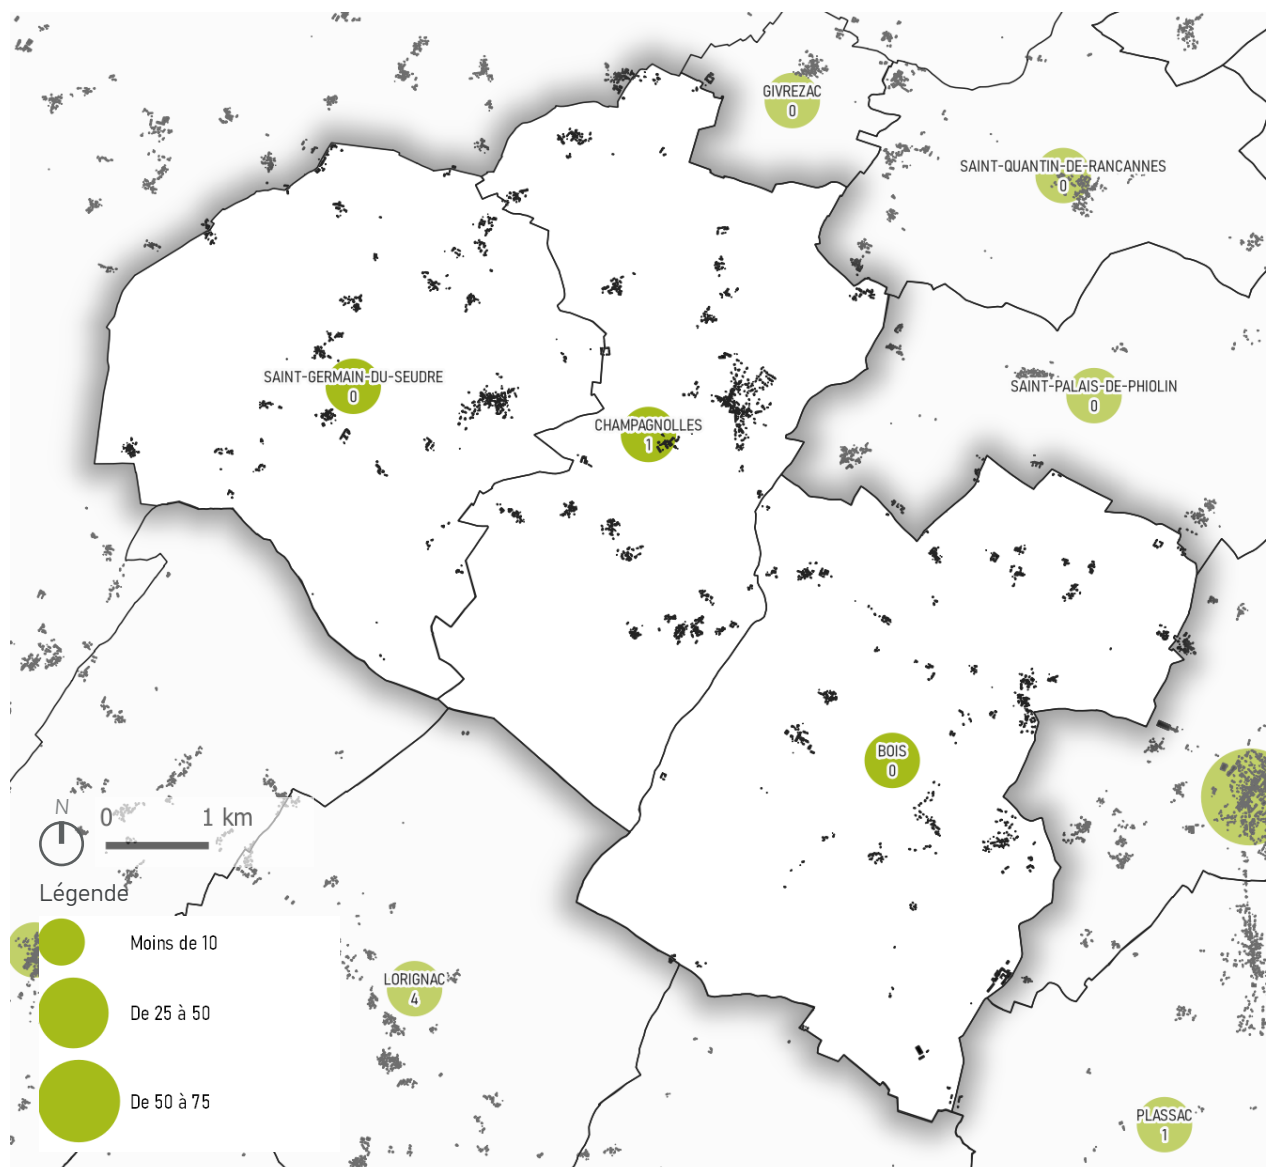 GIVREZAC
0
SAINT-QUANTIN-DE-RANCANNES
0
SAINT-GERMAIN-DU-SEUDRE
0
SAINT-PALAIS-DE-PHIOLIN
0
CHAMPAGNOLLES
1
BOIS
0
N
0 1 km
Légende
Moins de 10
De 25 à 50
De 50 à 75
LORIGNAC
4
PLASSAC
1